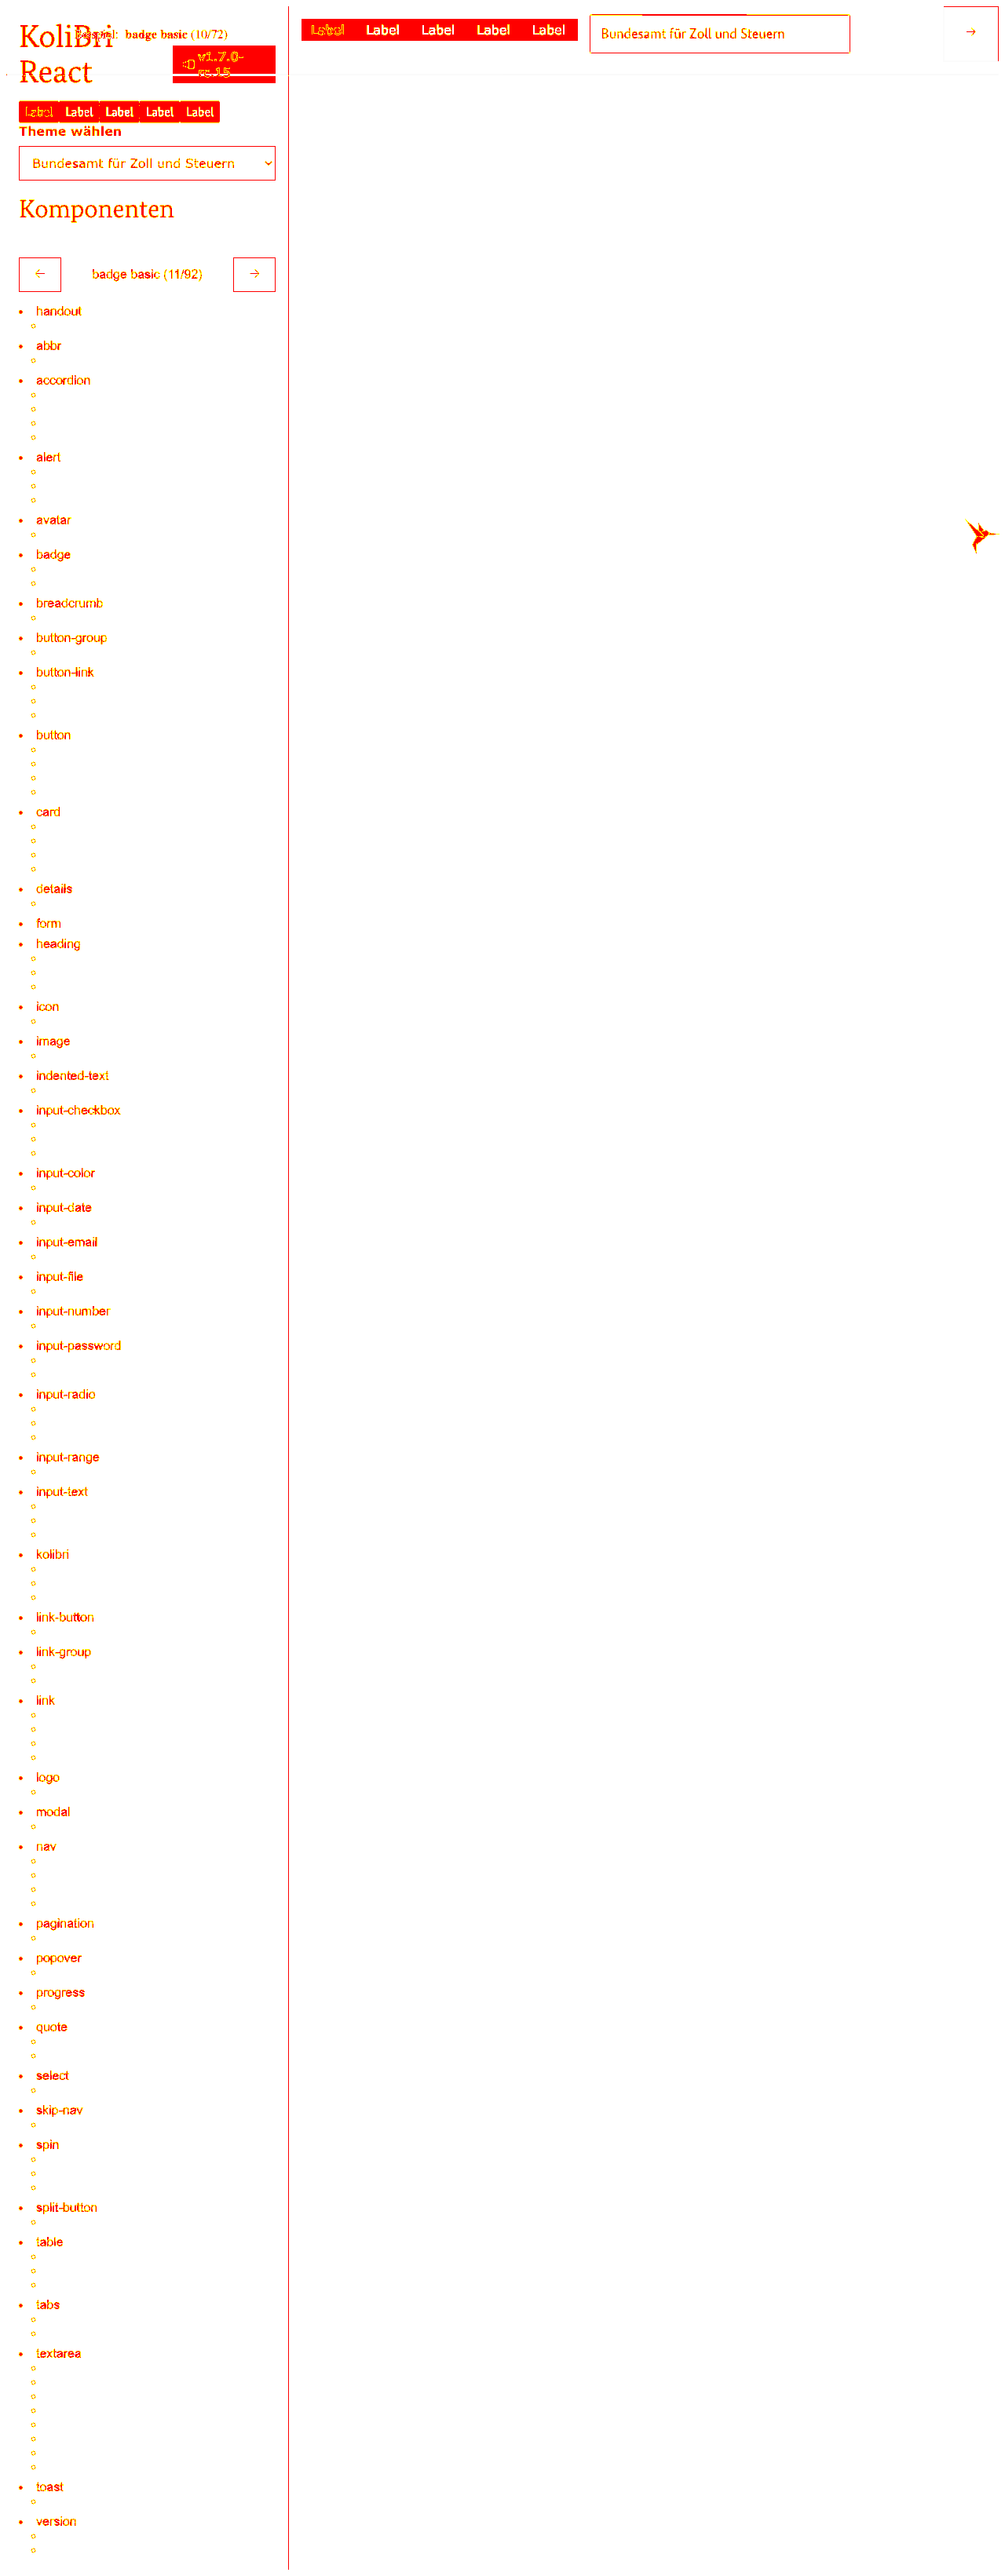 KoliBri
Beispiel: badge basic (10/72)
React
v1.7.0-
rc.15
Label Label Label Label Label
Label Label Label Label Label
Bundesamt für Zoll und Steuern
→
Theme wählen
Bundesamt für Zoll und Steuern
Komponenten
← badge basic (11/92) →
handout
abbr
accordion
alert
avatar
badge
breadcrumb
button-group
button-link
button
card
details
form
heading
icon
image
indented-text
input-checkbox
input-color
input-date
input-email
input-file
input-number
input-password
input-radio
input-range
input-text
kolibri
link-button
link-group
link
logo
modal
nav
pagination
popover
progress
quote
select
skip-nav
spin
split-button
table
tabs
textarea
toast
version